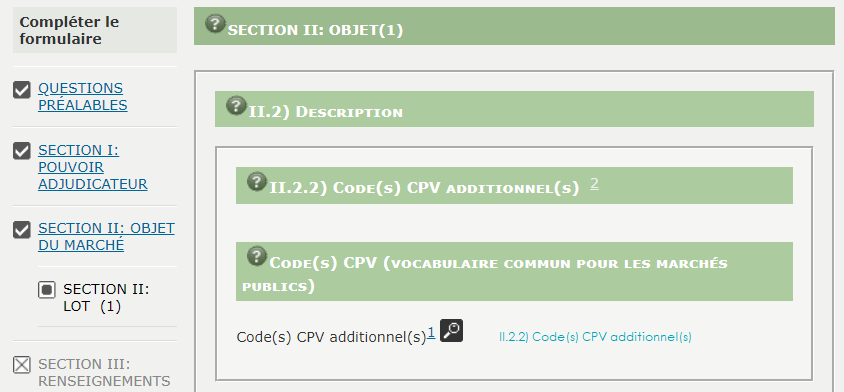 Compléter le
formulaire
QUESTIONS
PRÉALABLES
SECTION I:
POUVOIR
ADJUDICATEUR
SECTION II: OBJET
DU MARCHÉ
SECTION II:
LOT (1)
SECTION III:
RENSEIGNEMENTS
SECTION II: OBJET(1)
II.2) Description
II.2.2) Code(s) CPV additionnel(s) 2
Code(s) CPV (vocabulaire commun pour les marchés
publics)
Code(s) CPV additionnel(s)1 II.2.2) Code(s) CPV additionnel(s)